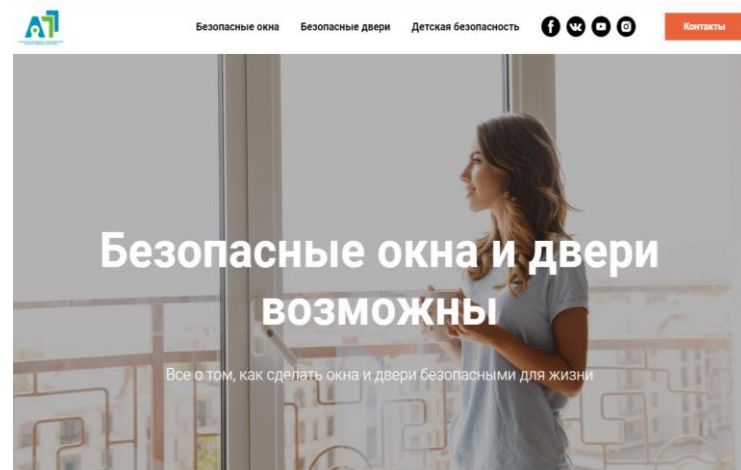 Безопасные окна
Безопасные двери
Детская безопасность
Контакты
Безопасные окна и двери
возможны
Все о том, как сделать окна и двери безопасными для жизни